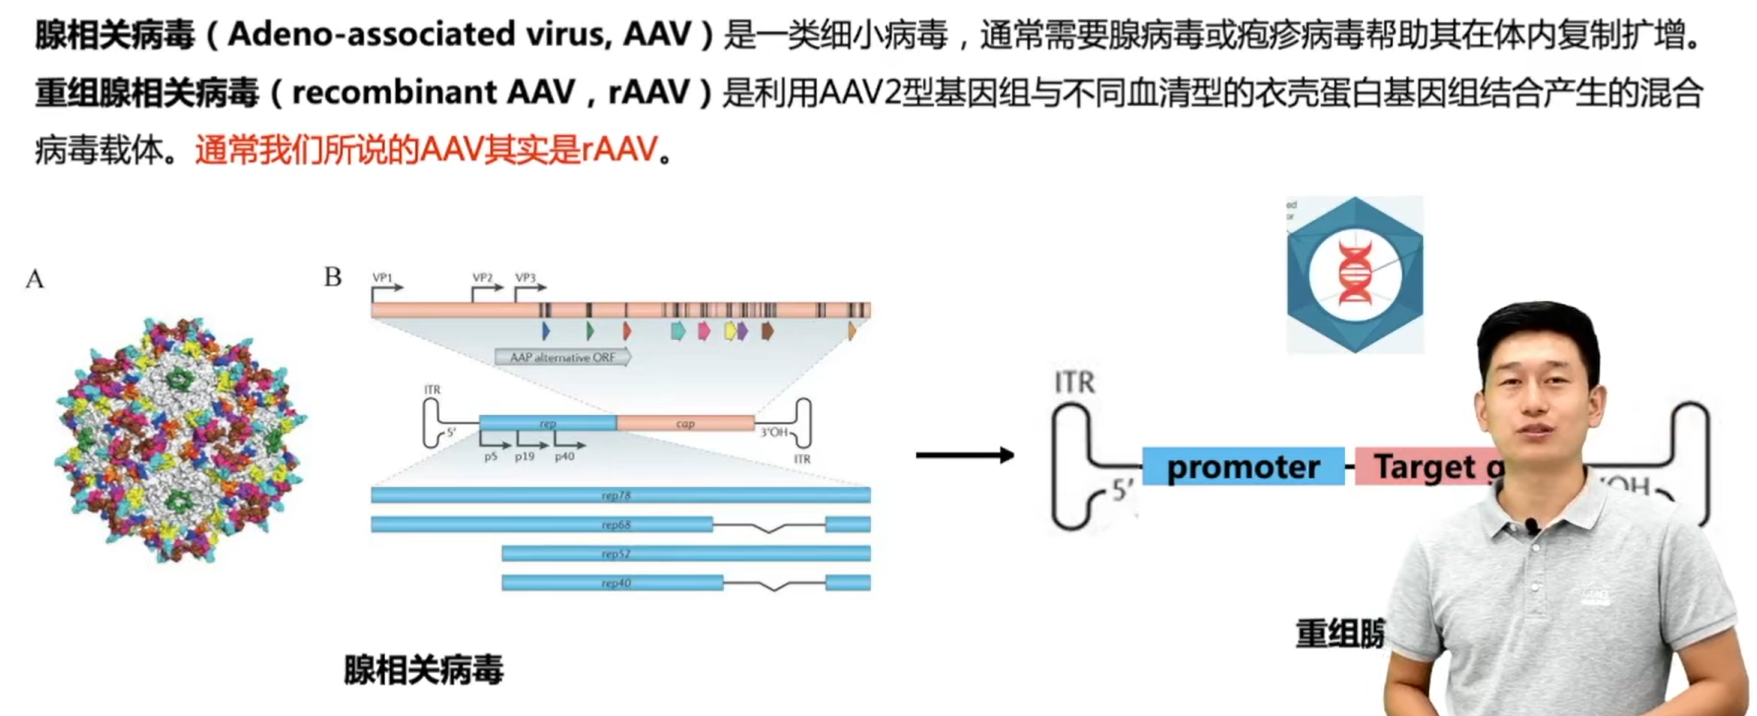 腺相关病毒（Adeno-associated virus, AAV）是一类细小病毒，通常需要腺病毒或疱疹病毒帮助其在体内复制扩增。
重组腺相关病毒（recombinant AAV，rAAV）是利用AAV2型基因组与不同血清型的衣壳蛋白基因组结合产生的混合
病毒载体。通常我们所说的AAV其实是rAAV。
A
B
VP1
VP2
VP3
AAP alternative ORF
ITR
5'
rep
cap
3'OH
ITR
p5
p19
p40
rep78
rep68
rep52
rep40
腺相关病毒
ed
or
ITR
5'
promoter
Target g
'OH
重组腺